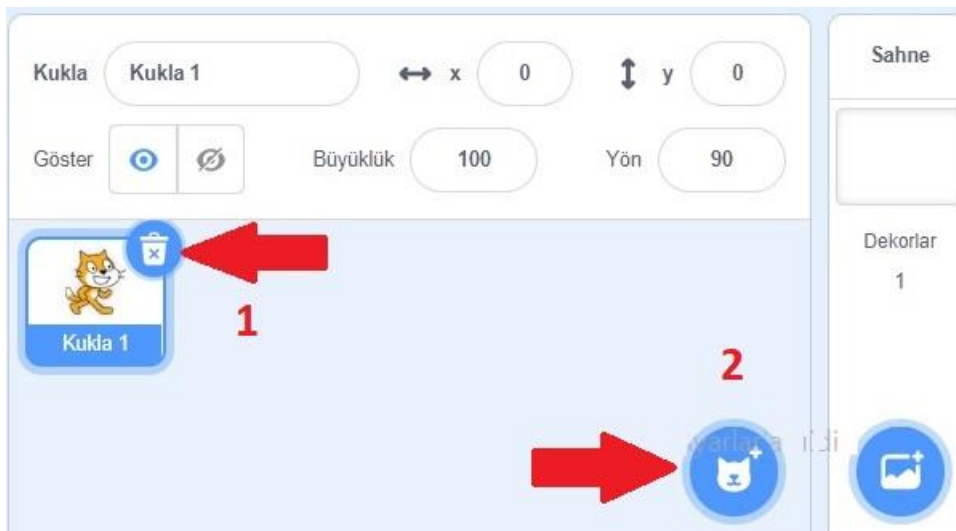 Kukla Kukla 1 x 0 y 0
Sahne
Göster Büyüklük 100 Yön 90
Dekorlar
1
1
Kukla 1
2